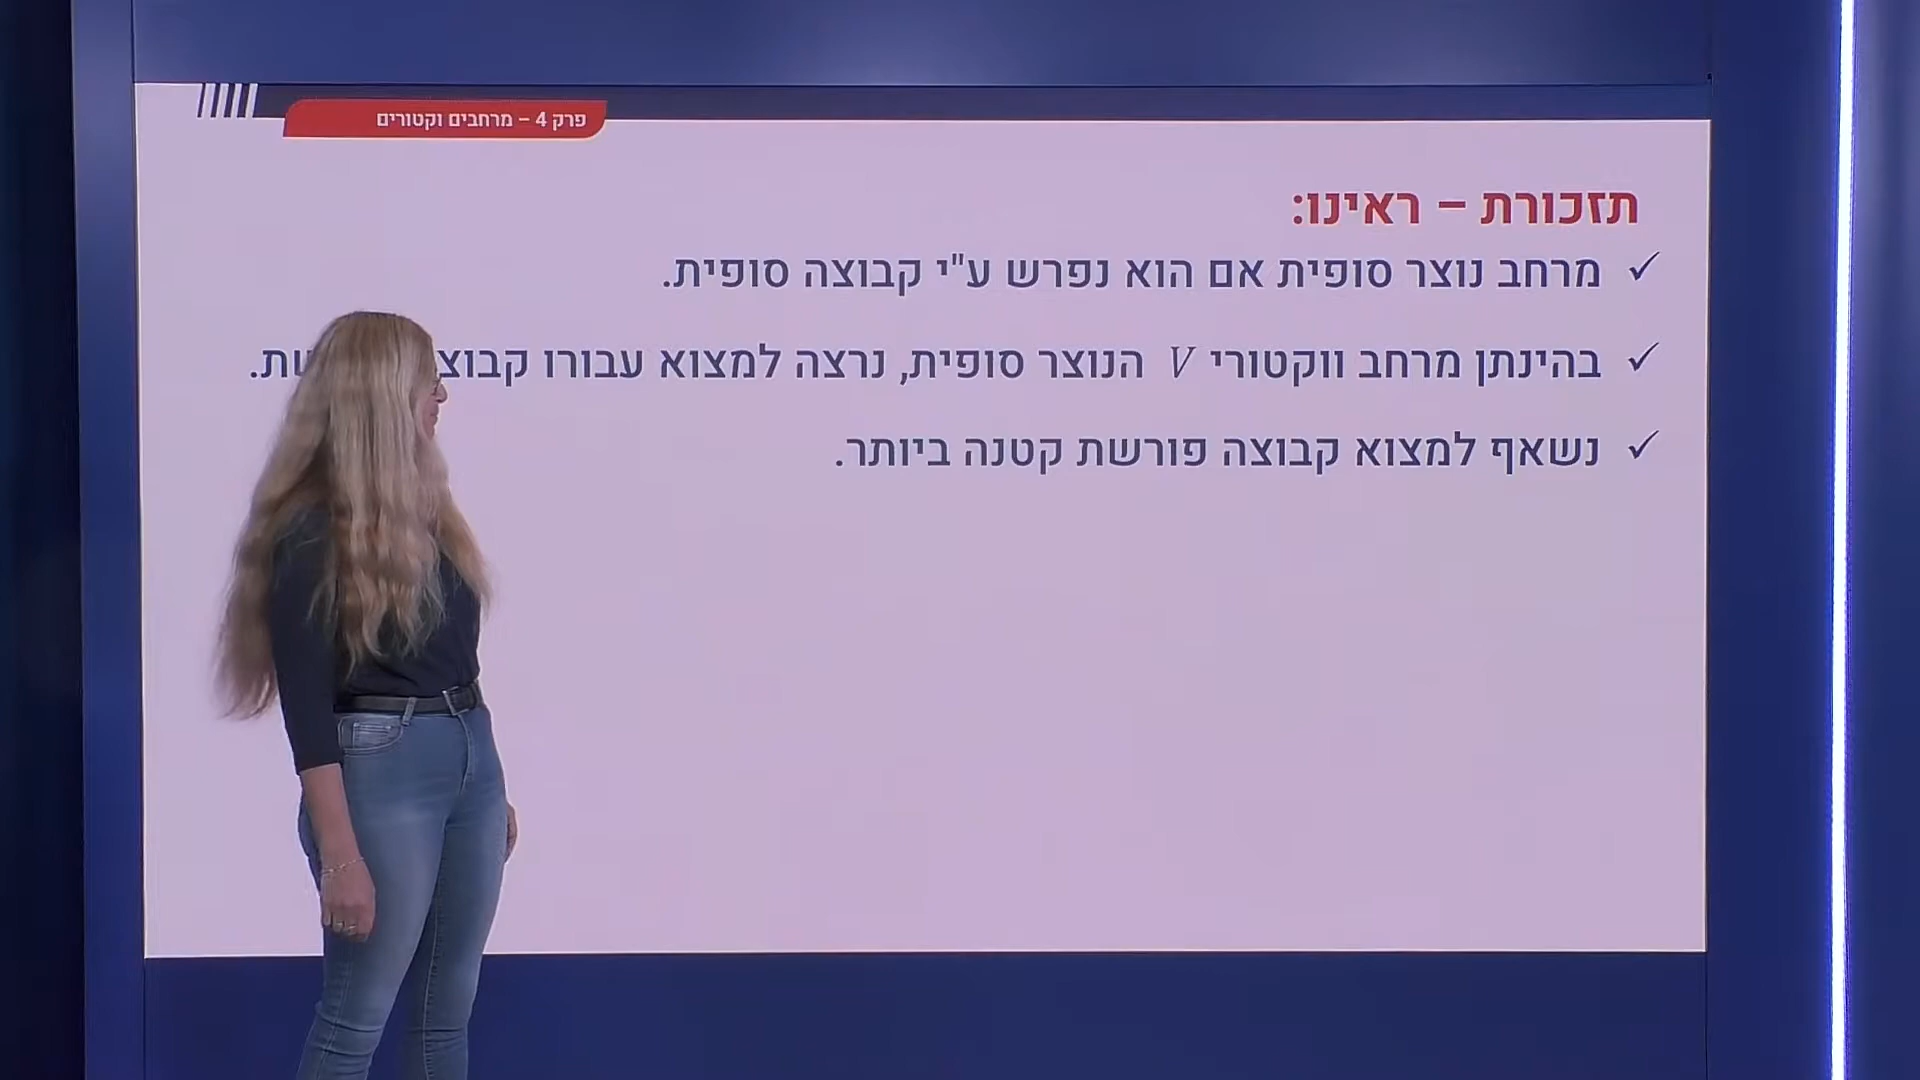 פרק 4 – מרחבים וקטורים
תזכורת – ראינו:
✓ מרחב נוצר סופית אם הוא נפרש ע"י קבוצה סופית.
✓ בהינתן מרחב ווקטורי V הנוצר סופית, נרצה למצוא עבורו
✓ נשאף למצוא קבוצה פורשת קטנה ביותר.